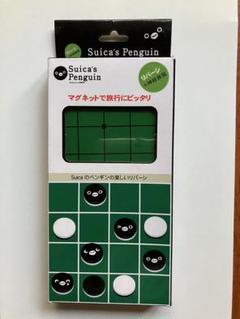 Suica's Penguin
リバーシ
Suica's
Penguin
マグネットで旅行にピッタリ
Suicaのペンギンの楽しいリバーシ